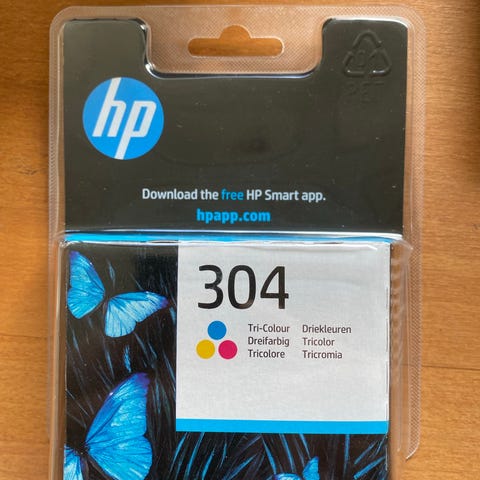 hp
Download the free HP Smart app.
hpapp.com
304
Tri-Colour Driekleuren
Dreifarbig Tricolor
Tricolore Tricromia